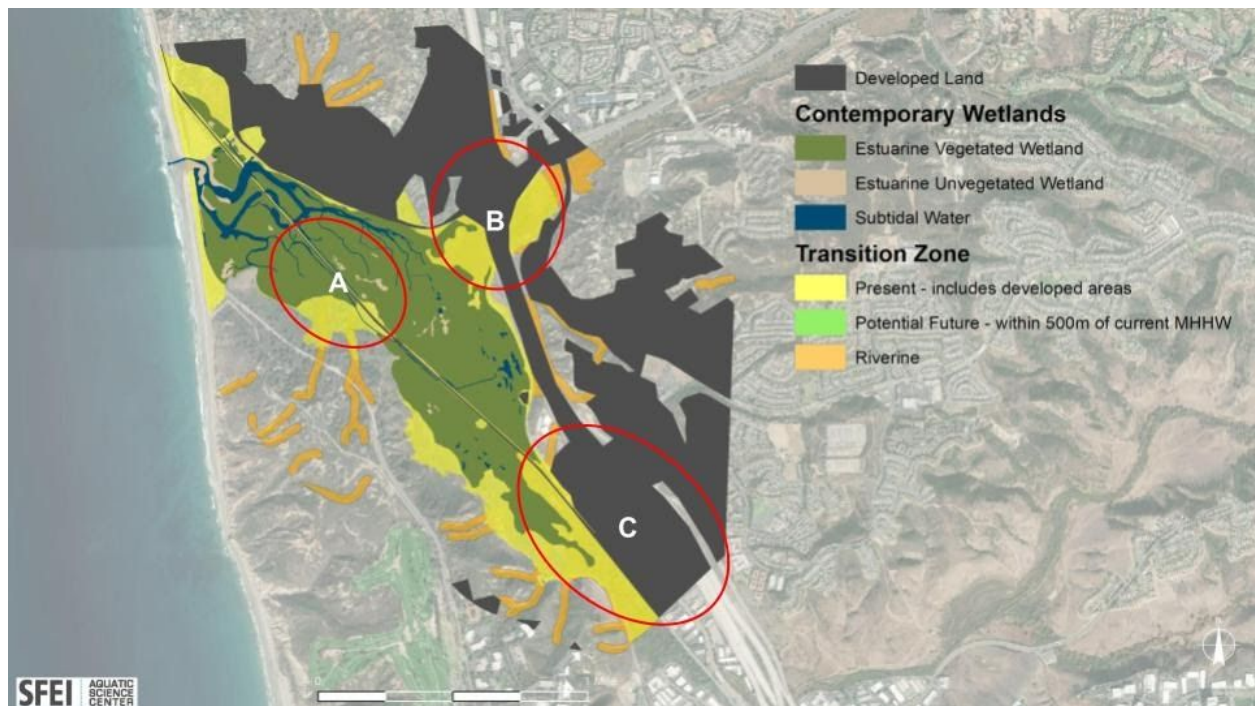 Developed Land
Contemporary Wetlands
Estuarine Vegetated Wetland
Estuarine Unvegetated Wetland
Subtidal Water
Transition Zone
Present - includes developed areas
Potential Future - within 500m of current MHHW
Riverine
A
B
C
SFEI
AQUATIC
SCIENCE
CENTER
0